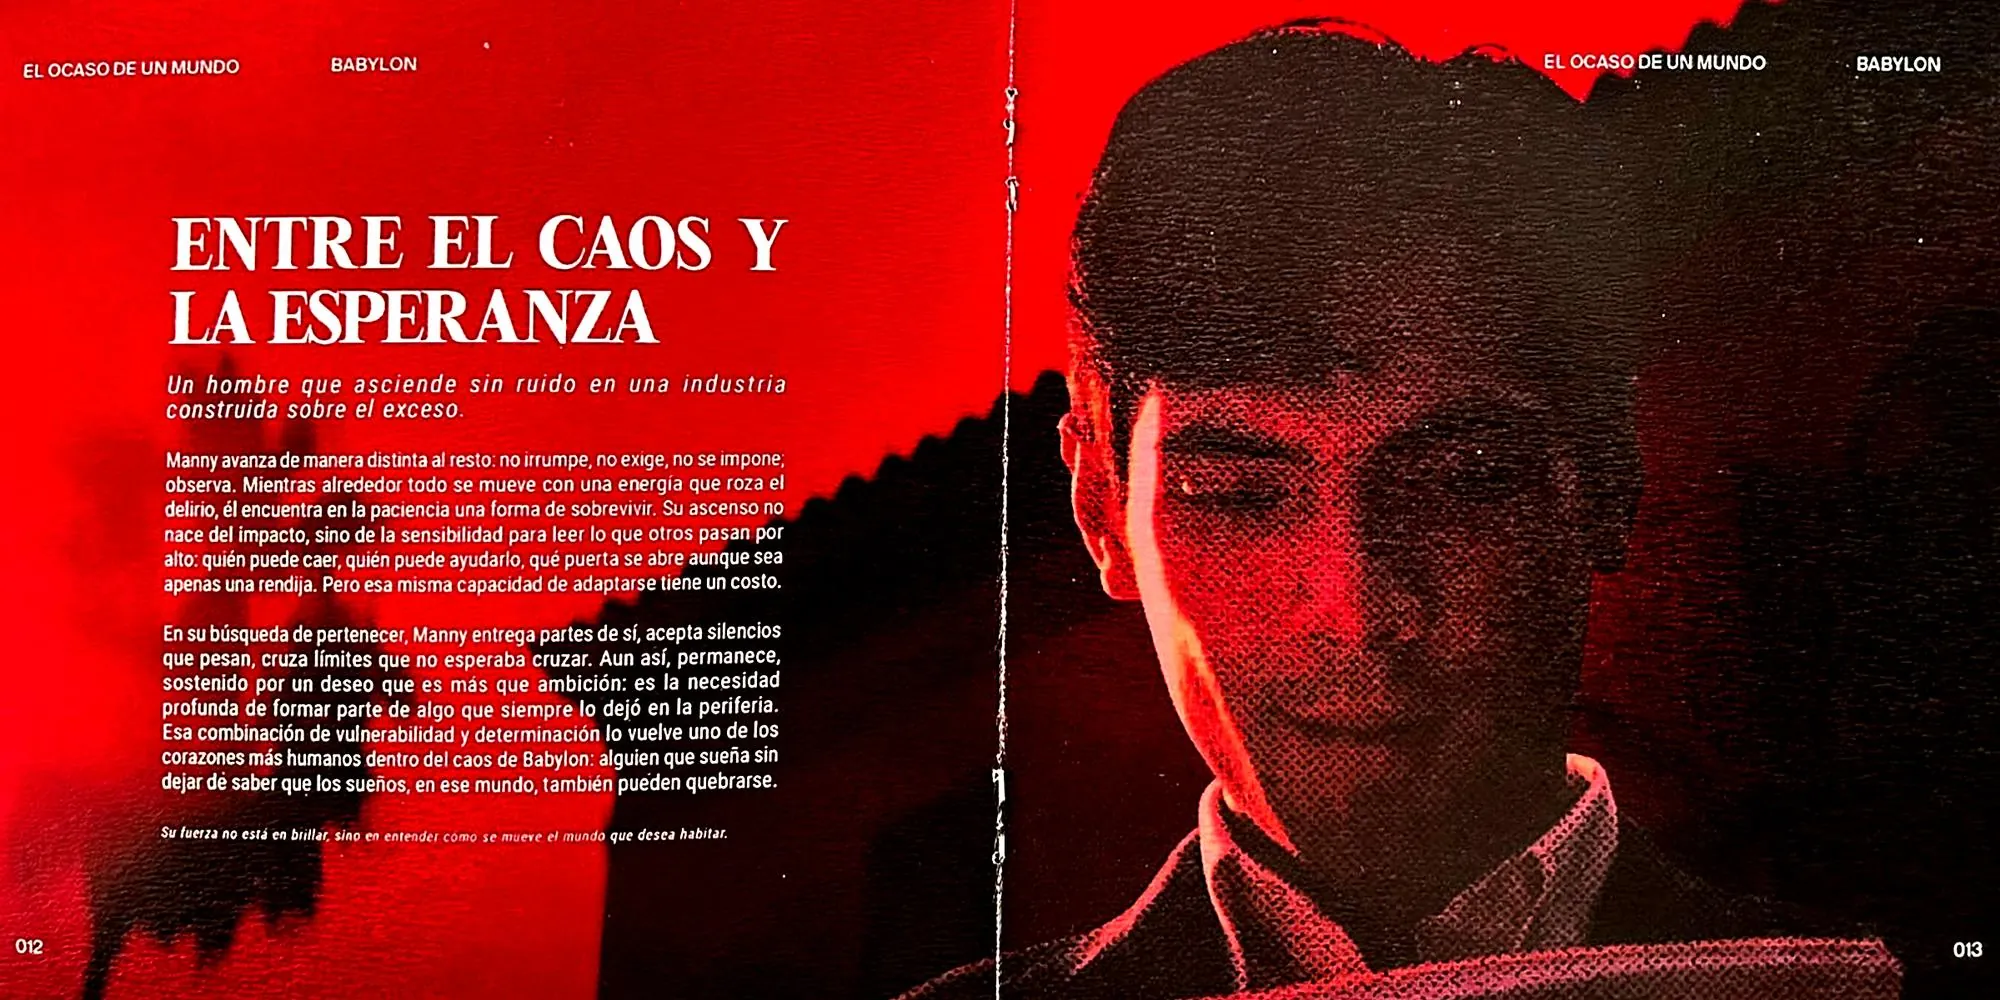 EL OCASO DE UN MUNDO
BABYLON
ENTRE EL CAOS Y
LA ESPERANZA
Un hombre que asciende sin ruido en una industria
construida sobre el exceso.
Manny avanza de manera distinta al resto: no irrumpe, no exige, no se impone;
observa. Mientras alrededor todo se mueve con una energía que roza el
delirio, él encuentra en la paciencia una forma de sobrevivir. Su ascenso no
nace del impacto, sino de la sensibilidad para leer lo que otros pasan por
alto: quién puede caer, quién puede ayudarlo, qué puerta se abre aunque sea
apenas una rendija. Pero esa misma capacidad de adaptarse tiene un costo.
En su búsqueda de pertenecer, Manny entrega partes de sí, acepta silencios
que pesan, cruza límites que no esperaba cruzar. Aun así, permanece,
sostenido por un deseo que es más que ambición: es la necesidad
profunda de formar parte de algo que siempre lo dejó en la periferia.
Esa combinación de vulnerabilidad y determinación lo vuelve uno de los
corazones más humanos dentro del caos de Babylon: alguien que sueña sin
dejar de saber que los sueños, en ese mundo, también pueden quebrarse.
Su fuerza no está en brillar, sino en entender cómo se mueve el mundo que desea habitar.
012
EL OCASO DE UN MUNDO
BABYLON
013